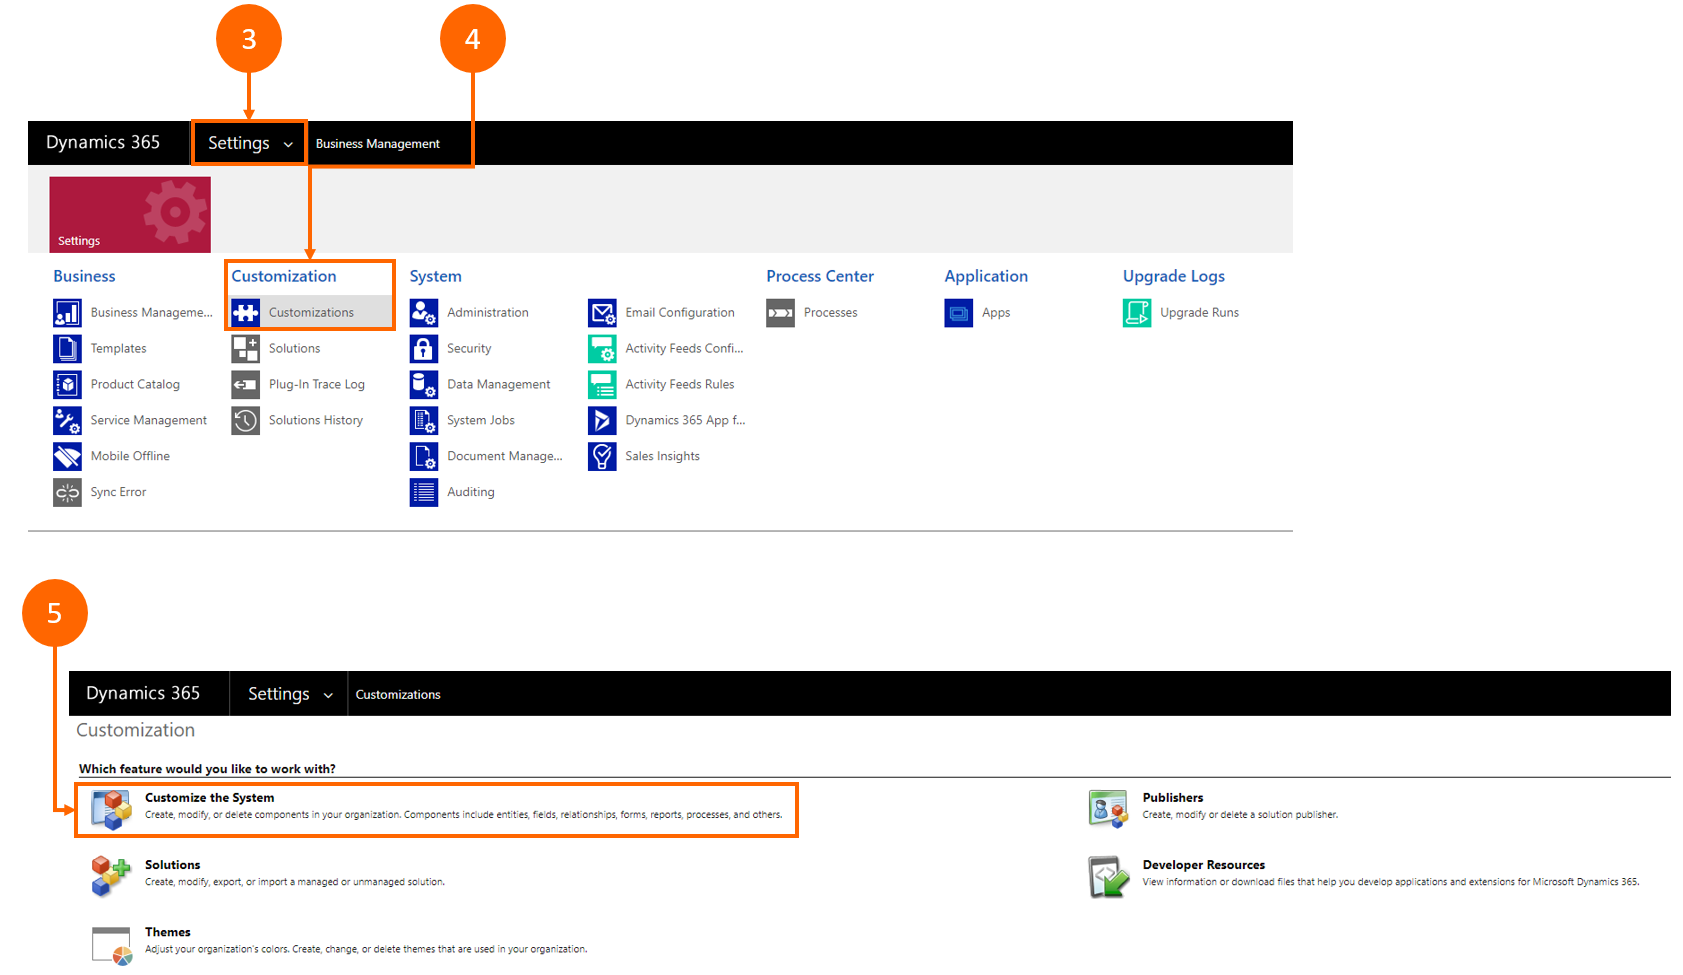 3
4
Dynamics 365 Settings Business Management
Settings
Business Customization System Process Center Application Upgrade Logs
Business Manageme... Customizations Administration Email Configuration Processes Apps Upgrade Runs
Templates Solutions Security Activity Feeds Confi...
Product Catalog Plug-In Trace Log Data Management Activity Feeds Rules
Service Management Solutions History System Jobs Dynamics 365 App f...
Mobile Offline Document Manage... Sales Insights
Sync Error Auditing
5
Dynamics 365 Settings Customizations
Customization
Which feature would you like to work with?
Customize the System
Create, modify, or delete components in your organization. Components include entities, fields, relationships, forms, reports, processes, and others.
Publishers
Create, modify or delete a solution publisher.
Solutions
Create, modify, export, or import a managed or unmanaged solution.
Developer Resources
View information or download files that help you develop applications and extensions for Microsoft Dynamics 365.
Themes
Adjust your organization's colors. Create, change, or delete themes that are used in your organization.